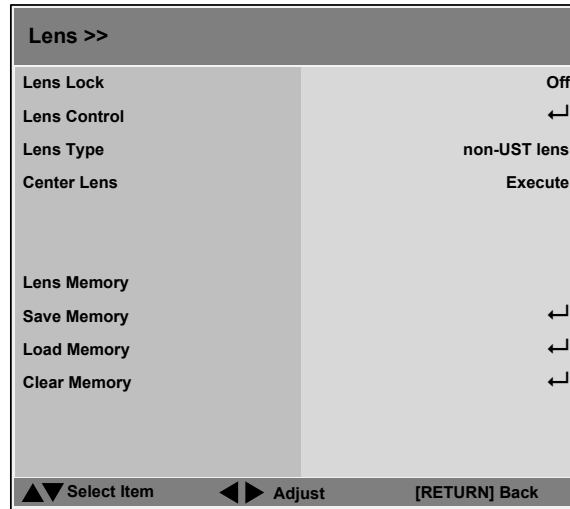 Lens >>
Lens Lock Off
Lens Control ↵
Lens Type non-UST lens
Center Lens Execute
Lens Memory
Save Memory ↵
Load Memory ↵
Clear Memory ↵
▲▼ Select Item ◀▶ Adjust [RETURN] Back